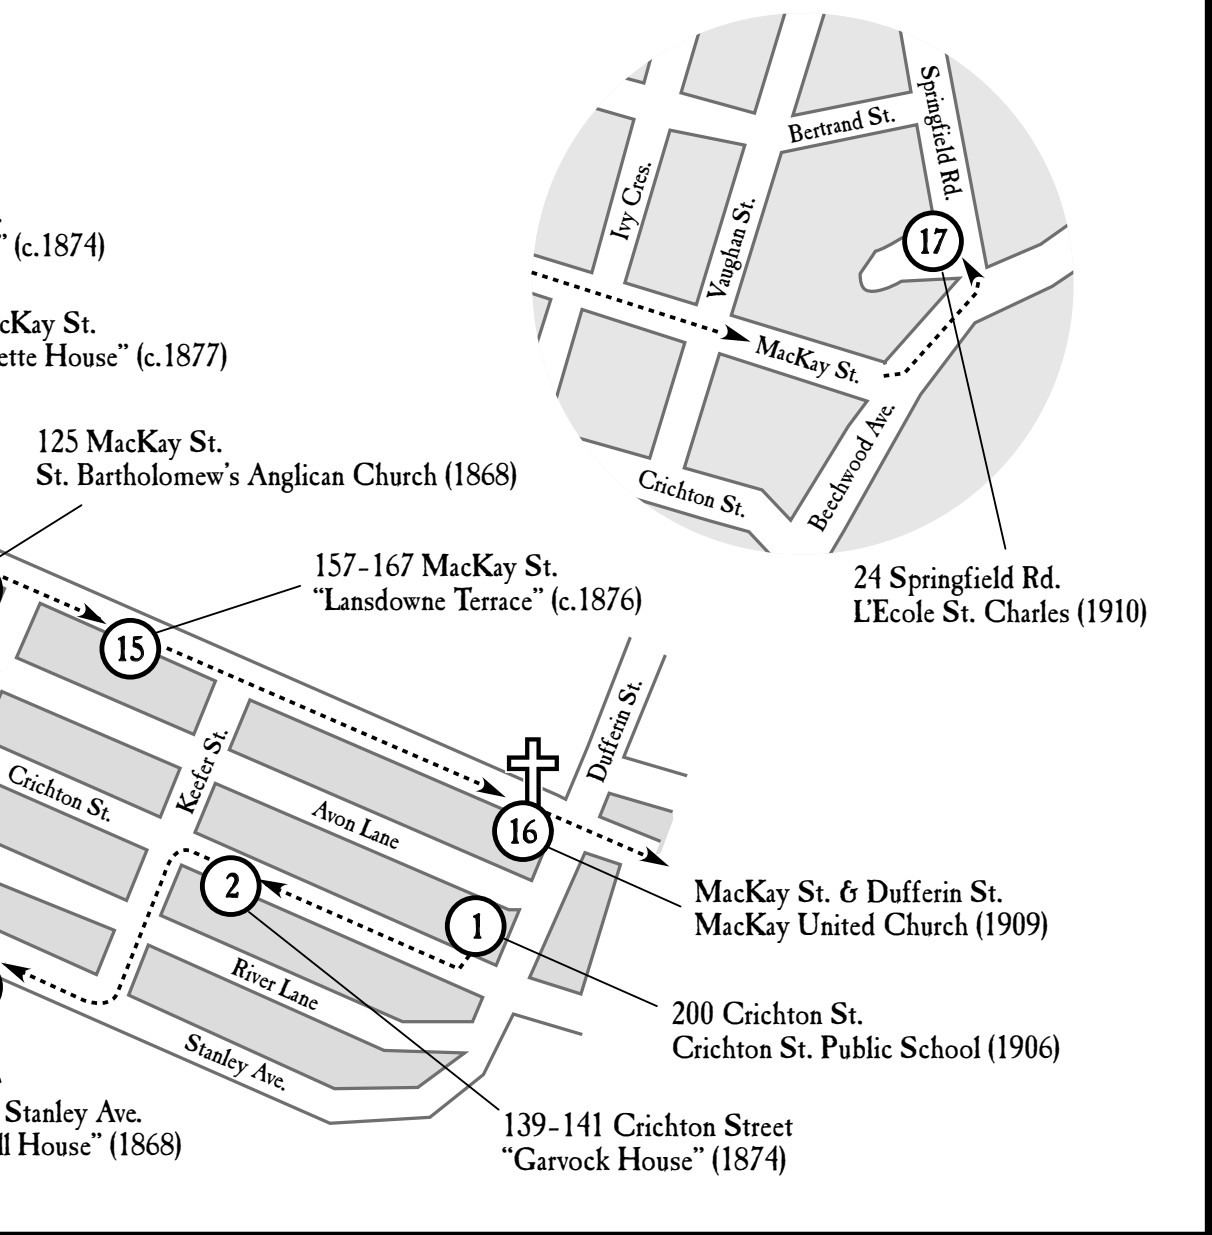 Springfield Rd.
Bertrand St.
Ivy Cres.
Vaughan St.
17
MacKay St.
Beechwood Ave.
Crichton St.
24 Springfield Rd.
L'Ecole St. Charles (1910)
” (c.1874)
cKay St.
ette House” (c.1877)
125 MacKay St.
St. Bartholomew's Anglican Church (1868)
157-167 MacKay St.
“Lansdowne Terrace” (c.1876)
15
Dufferin St.
Keefer St.
Crichton St.
Avon Lane
16
MacKay St. & Dufferin St.
MacKay United Church (1909)
2
1
River Lane
200 Crichton St.
Crichton St. Public School (1906)
Stanley Ave.
Stanley Ave.
ll House” (1868)
139-141 Crichton Street
“Garvock House” (1874)